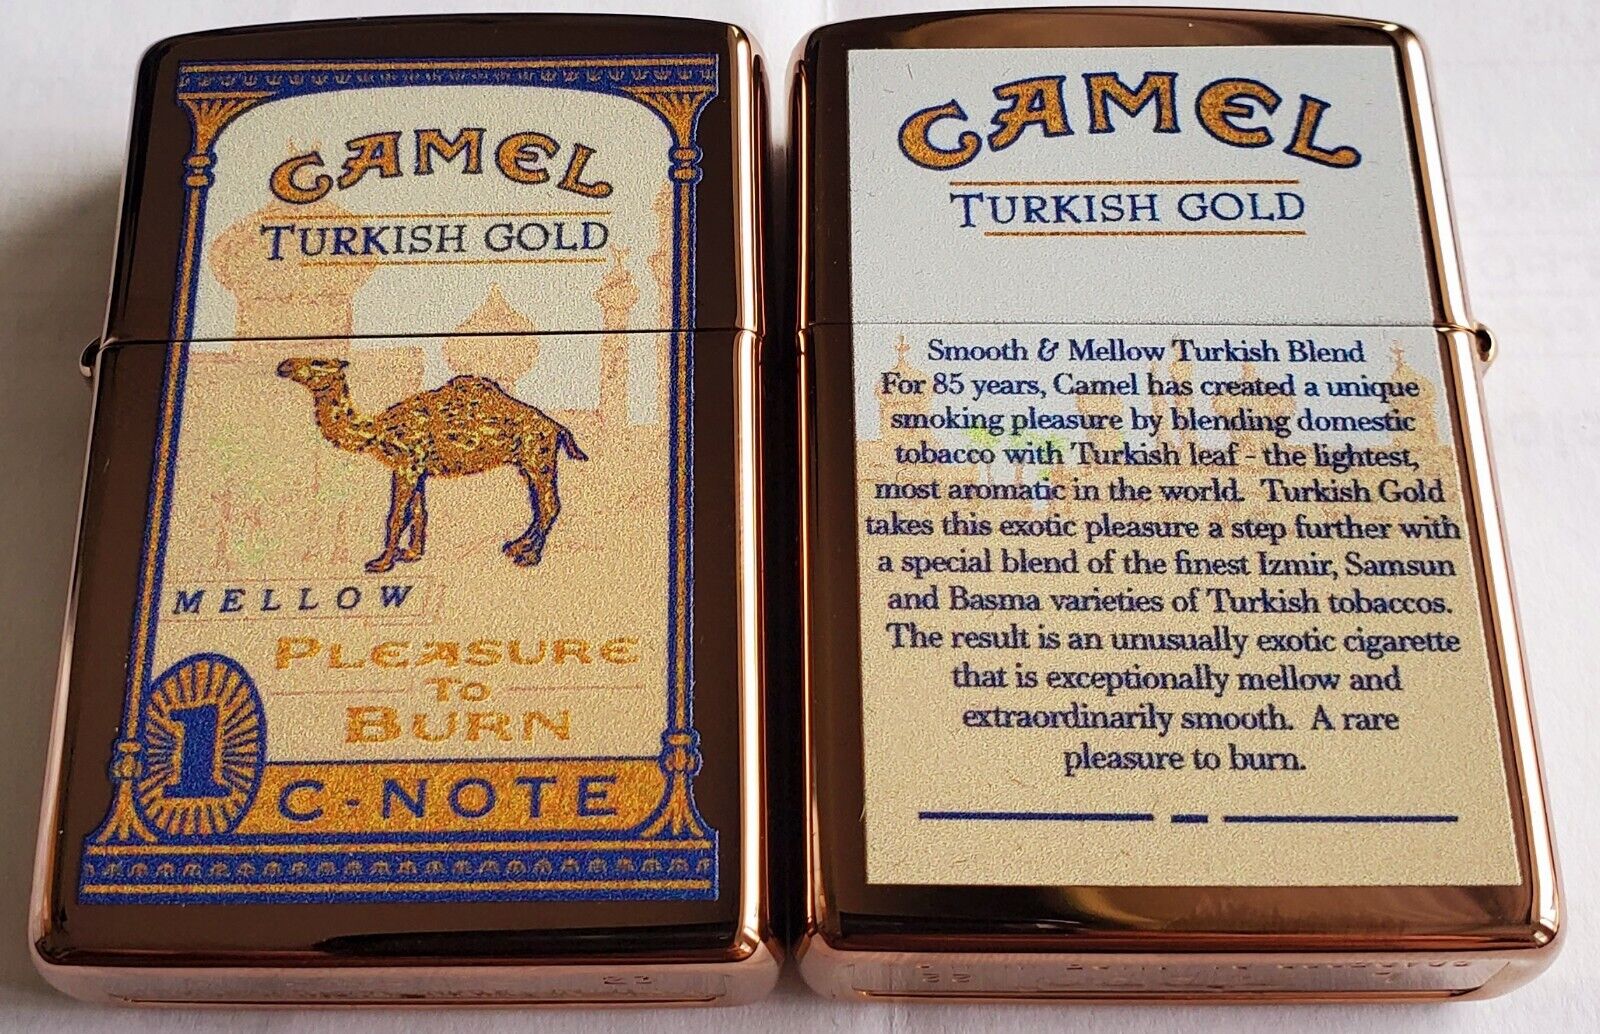 CAMEL
TURKISH GOLD
MELLOW
PLEASURE
TO
BURN
1
C-NOTE
CAMEL
TURKISH GOLD
Smooth & Mellow Turkish Blend
For 85 years, Camel has created a unique
smoking pleasure by blending domestic
tobacco with Turkish leaf - the lightest,
most aromatic in the world. Turkish Gold
takes this exotic pleasure a step further with
a special blend of the finest Izmir, Samsun
and Basma varieties of Turkish tobaccos.
The result is an unusually exotic cigarette
that is exceptionally mellow and
extraordinarily smooth. A rare
pleasure to burn.